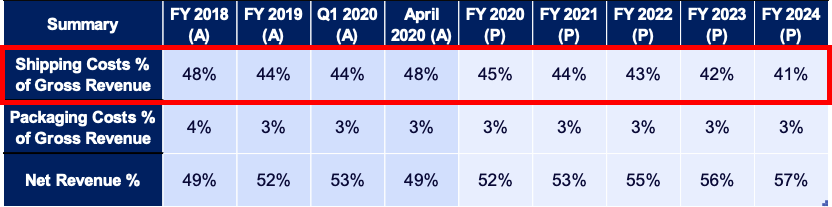 Summary FY 2018 (A) FY 2019 (A) Q1 2020 (A) April 2020 (A) FY 2020 (P) FY 2021 (P) FY 2022 (P) FY 2023 (P) FY 2024 (P)
Shipping Costs % of Gross Revenue 48% 44% 44% 48% 45% 44% 43% 42% 41%
Packaging Costs % of Gross Revenue 4% 3% 3% 3% 3% 3% 3% 3% 3%
Net Revenue % 49% 52% 53% 49% 52% 53% 55% 56% 57%